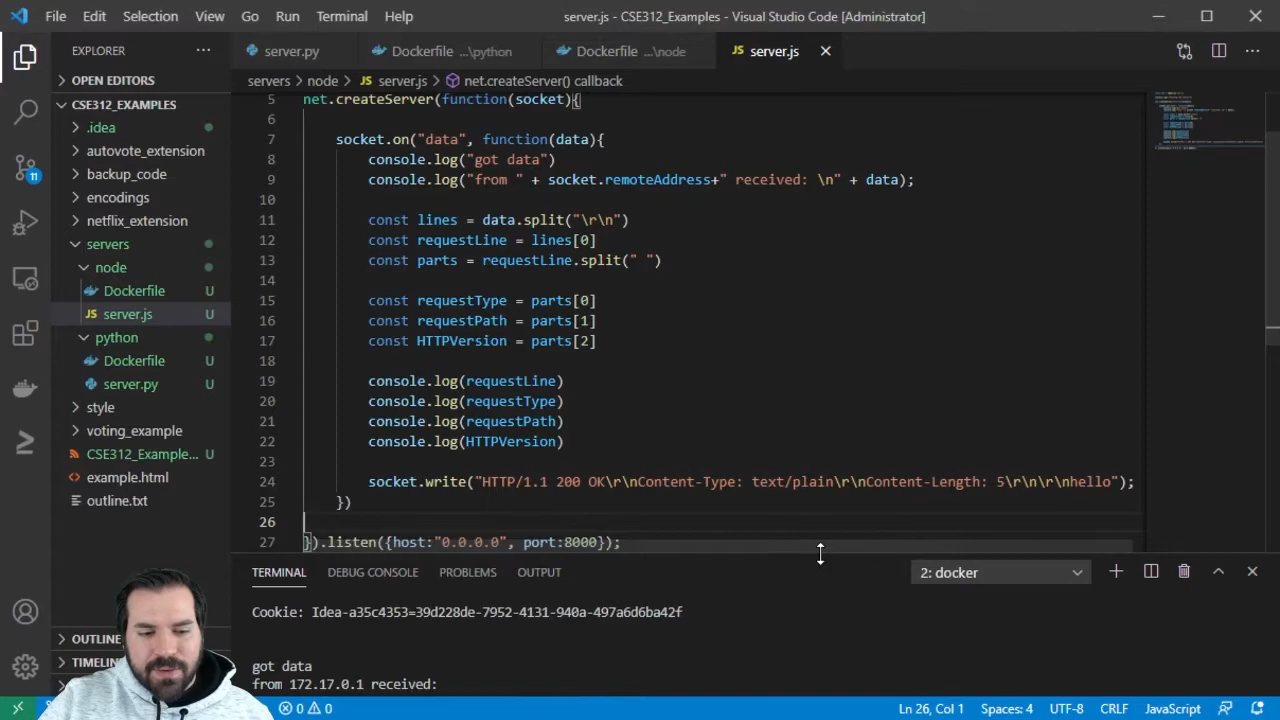 File Edit Selection View Go Run Terminal Help server.js - CSE312_Examples - Visual Studio Code [Administrator]
EXPLORER
server.py
Dockerfile ...\python
Dockerfile ...\node
JS server.js
OPEN EDITORS
servers > node > JS server.js > net.createServer() callback
CSE312_EXAMPLES
.idea
autovote_extension
backup_code
encodings
netflix_extension
servers
node
Dockerfile U
JS server.js U
python
Dockerfile U
server.py U
style
voting_example
CSE312_Example... U
example.html
outline.txt
OUTLINE
11
5 net.createServer(function(socket){
6
7 socket.on("data", function(data){
8 console.log("got data")
9 console.log("from " + socket.remoteAddress+" received: \n" + data);
10
11 const lines = data.split("\r\n")
12 const requestLine = lines[0]
13 const parts = requestLine.split(" ")
14
15 const requestType = parts[0]
16 const requestPath = parts[1]
17 const HTTPVersion = parts[2]
18
19 console.log(requestLine)
20 console.log(requestType)
21 console.log(requestPath)
22 console.log(HTTPVersion)
23
24 socket.write("HTTP/1.1 200 OK\r\nContent-Type: text/plain\r\nContent-Length: 5\r\n\r\nhello");
25 })
26
27 }).listen({host:"0.0.0.0", port:8000});
TERMINAL DEBUG CONSOLE PROBLEMS OUTPUT 2: docker
Cookie: Idea-a35c4353=39d228de-7952-4131-940a-497a6d6ba42f
got data
from 172.17.0.1 received:
0 0 Ln 26, Col 1 Spaces: 4 UTF-8 CRLF JavaScript